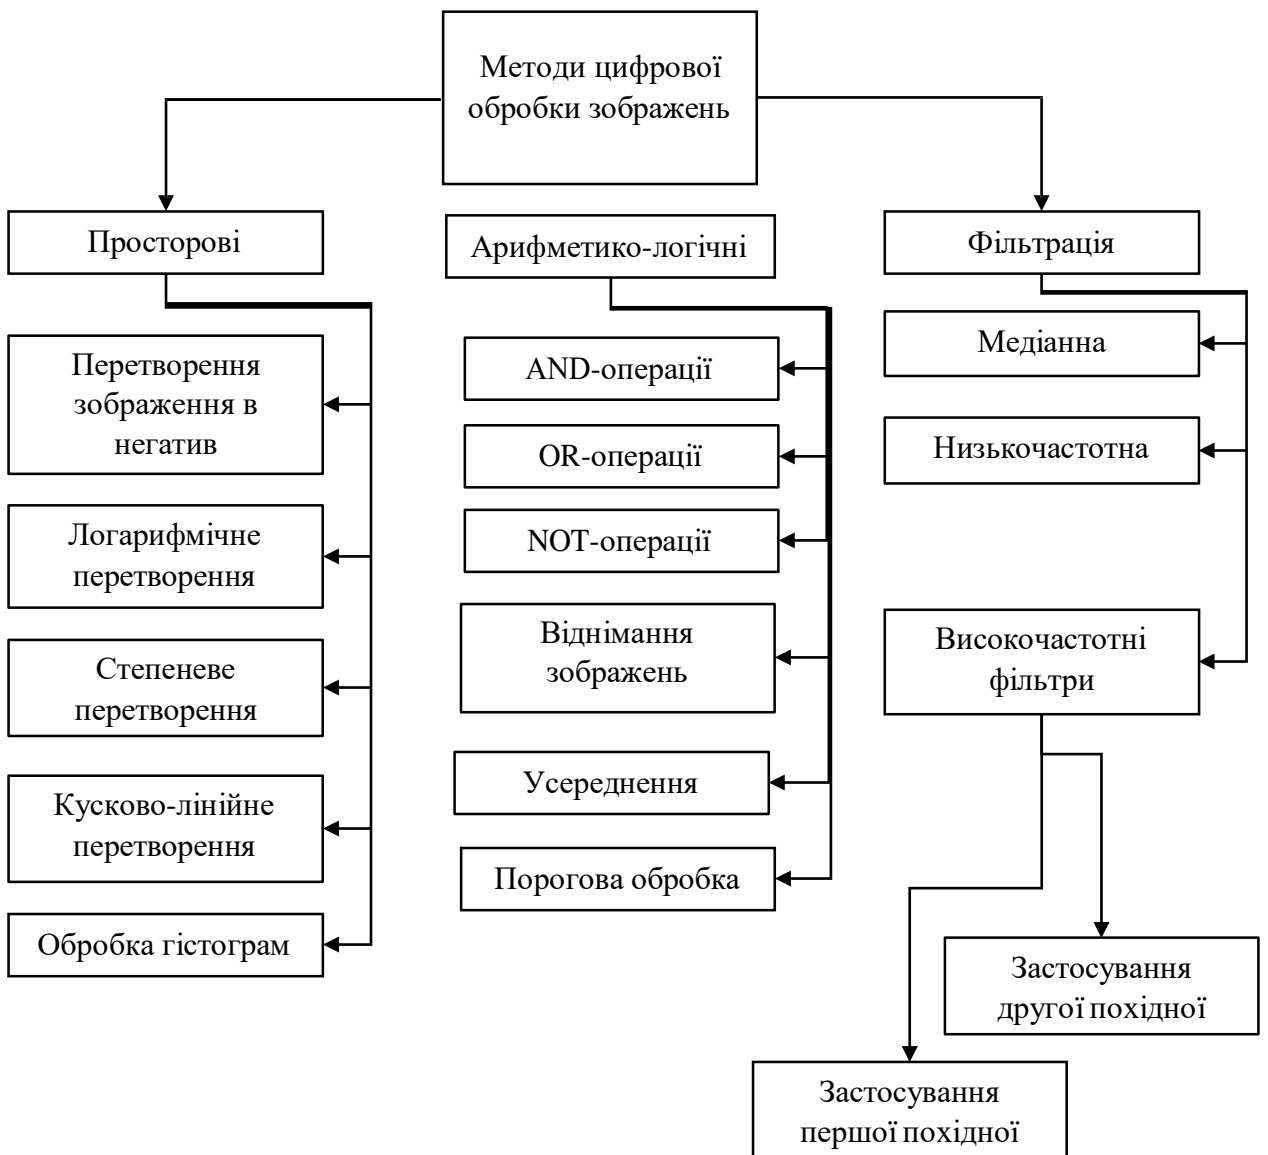 Методи цифрової
обробки зображень
Просторові
Арифметико-логічні
Фільтрація
Перетворення
зображення в
негатив
Логарифмічне
перетворення
Степеневе
перетворення
Кусково-лінійне
перетворення
Обробка гістограм
AND-операції
OR-операції
NOT-операції
Віднімання
зображень
Усереднення
Порогова обробка
Медіанна
Низькочастотна
Високочастотні
фільтри
Застосування
другої похідної
Застосування
першої похідної